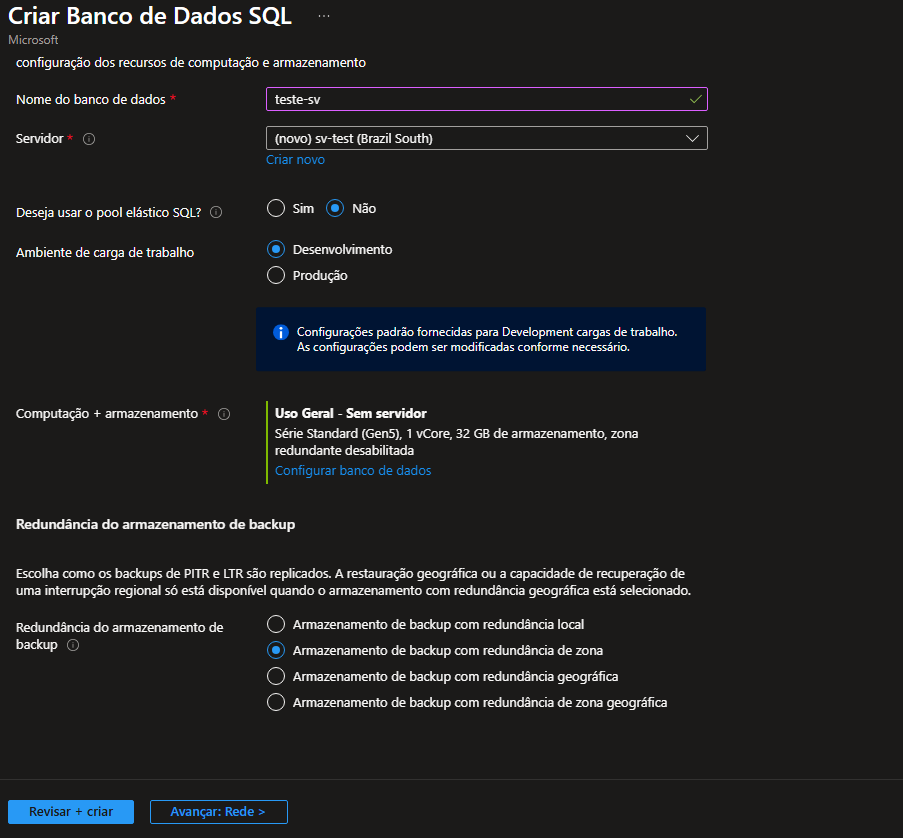 Criar Banco de Dados SQL ...
Microsoft
configuração dos recursos de computação e armazenamento
Nome do banco de dados *
teste-sv
Servidor *
(novo) sv-test (Brazil South)
Criar novo
Deseja usar o pool elástico SQL?
Sim
Não
Ambiente de carga de trabalho
Desenvolvimento
Produção
Configurações padrão fornecidas para Development cargas de trabalho.
As configurações podem ser modificadas conforme necessário.
Computação + armazenamento *
Uso Geral - Sem servidor
Série Standard (Gen5), 1 vCore, 32 GB de armazenamento, zona
redundante desabilitada
Configurar banco de dados
Redundância do armazenamento de backup
Escolha como os backups de PITR e LTR são replicados. A restauração geográfica ou a capacidade de recuperação de
uma interrupção regional só está disponível quando o armazenamento com redundância geográfica está selecionado.
Redundância do armazenamento de
backup
Armazenamento de backup com redundância local
Armazenamento de backup com redundância de zona
Armazenamento de backup com redundância geográfica
Armazenamento de backup com redundância de zona geográfica
Revisar + criar
Avançar: Rede >